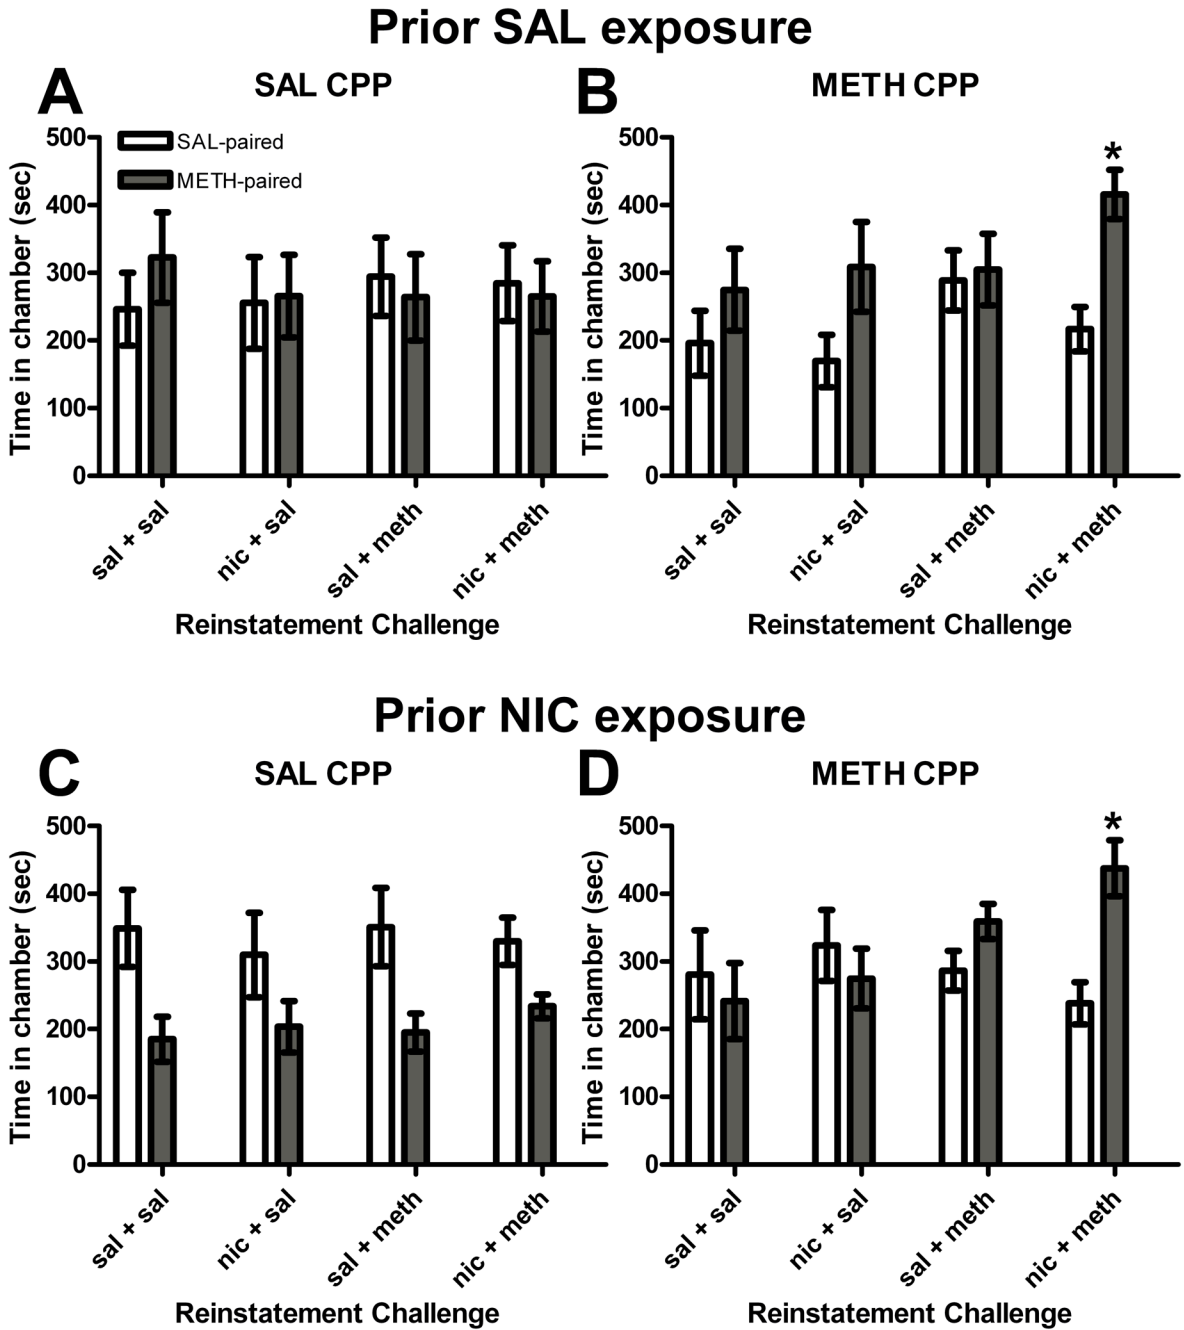 Prior SAL exposure
A
SAL CPP
B
METH CPP
SAL-paired
METH-paired
*
Time in chamber (sec)
500
400
300
200
100
0
sal + sal
nic + sal
sal + meth
nic + meth
Reinstatement Challenge
Time in chamber (sec)
500
400
300
200
100
0
sal + sal
nic + sal
sal + meth
nic + meth
Reinstatement Challenge
Prior NIC exposure
C
SAL CPP
D
METH CPP
*
Time in chamber (sec)
500
400
300
200
100
0
sal + sal
nic + sal
sal + meth
nic + meth
Reinstatement Challenge
Time in chamber (sec)
500
400
300
200
100
0
sal + sal
nic + sal
sal + meth
nic + meth
Reinstatement Challenge